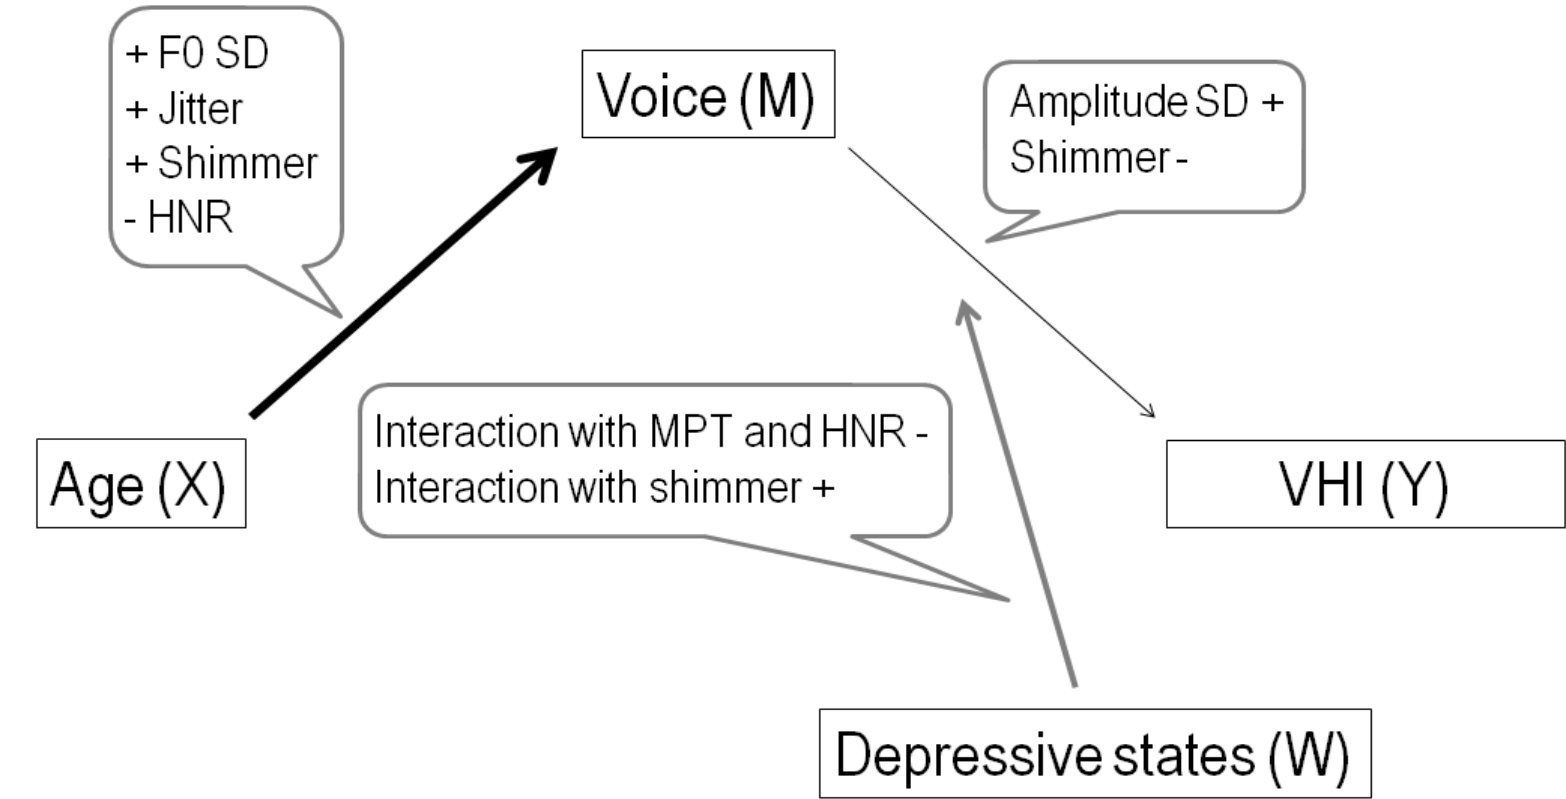 + F0 SD
+ Jitter
+ Shimmer
- HNR
Voice (M)
Amplitude SD +
Shimmer -
Interaction with MPT and HNR -
Interaction with shimmer +
Age (X)
VHI (Y)
Depressive states (W)